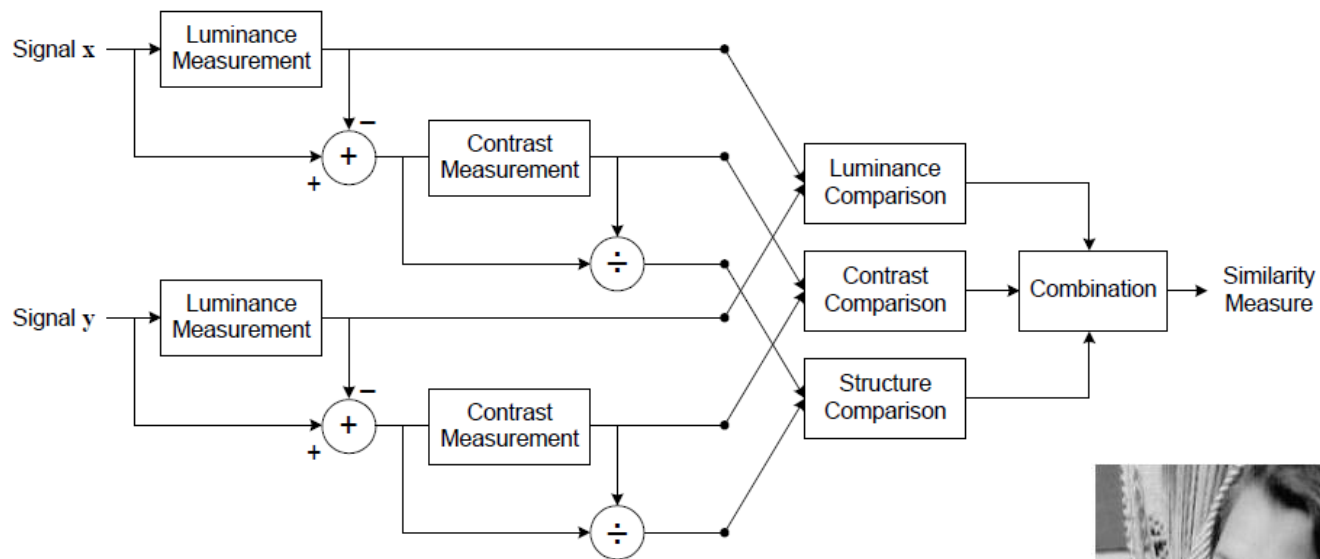 Signal x
Luminance
Measurement
−
+
+
Contrast
Measurement
÷
Signal y
Luminance
Measurement
−
+
+
Contrast
Measurement
÷
Luminance
Comparison
Contrast
Comparison
Structure
Comparison
Combination
Similarity
Measure